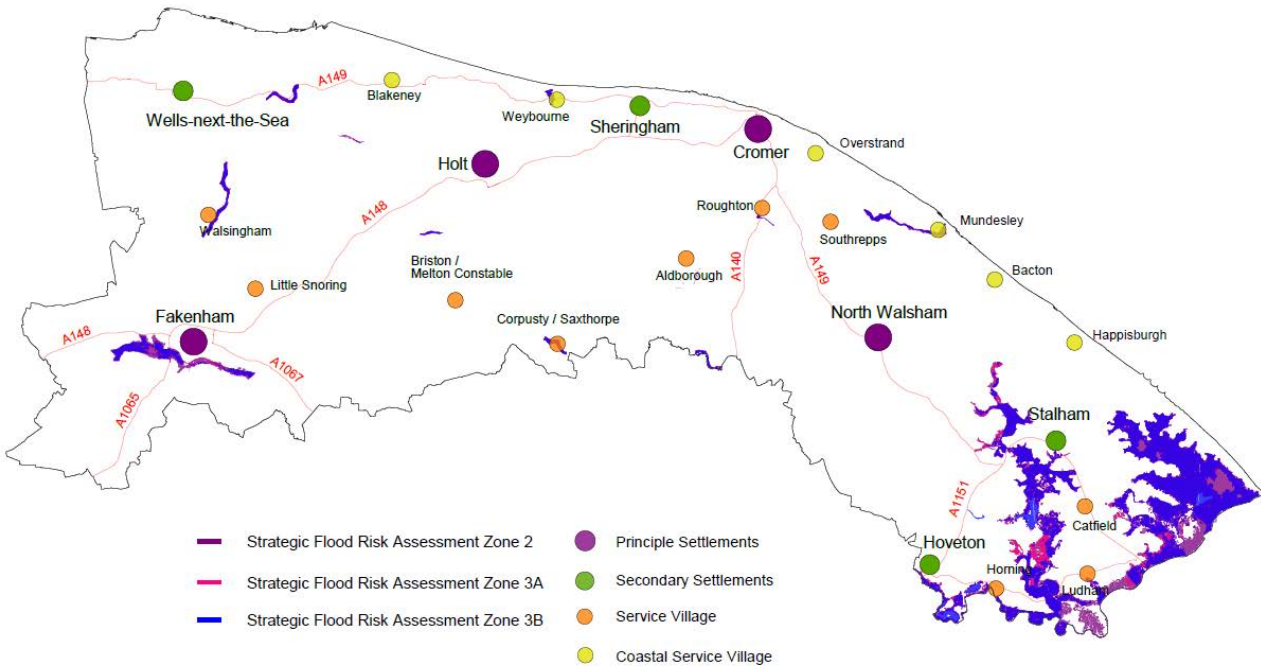 A149
Blakeney
Wells-next-the-Sea
Weybourne
Sheringham
Cromer
Overstrand
Holt
A148
Walsingham
Roughton
Southrepps
Mundesley
Briston /
Melton Constable
Aldborough
A140
A149
Bacton
Little Snoring
Fakenham
A148
Corpusty / Saxthorpe
North Walsham
Happisburgh
A1067
A1065
Stalham
A1151
Catfield
Hoveton
Horning
Ludham
Strategic Flood Risk Assessment Zone 2
Strategic Flood Risk Assessment Zone 3A
Strategic Flood Risk Assessment Zone 3B
Principle Settlements
Secondary Settlements
Service Village
Coastal Service Village